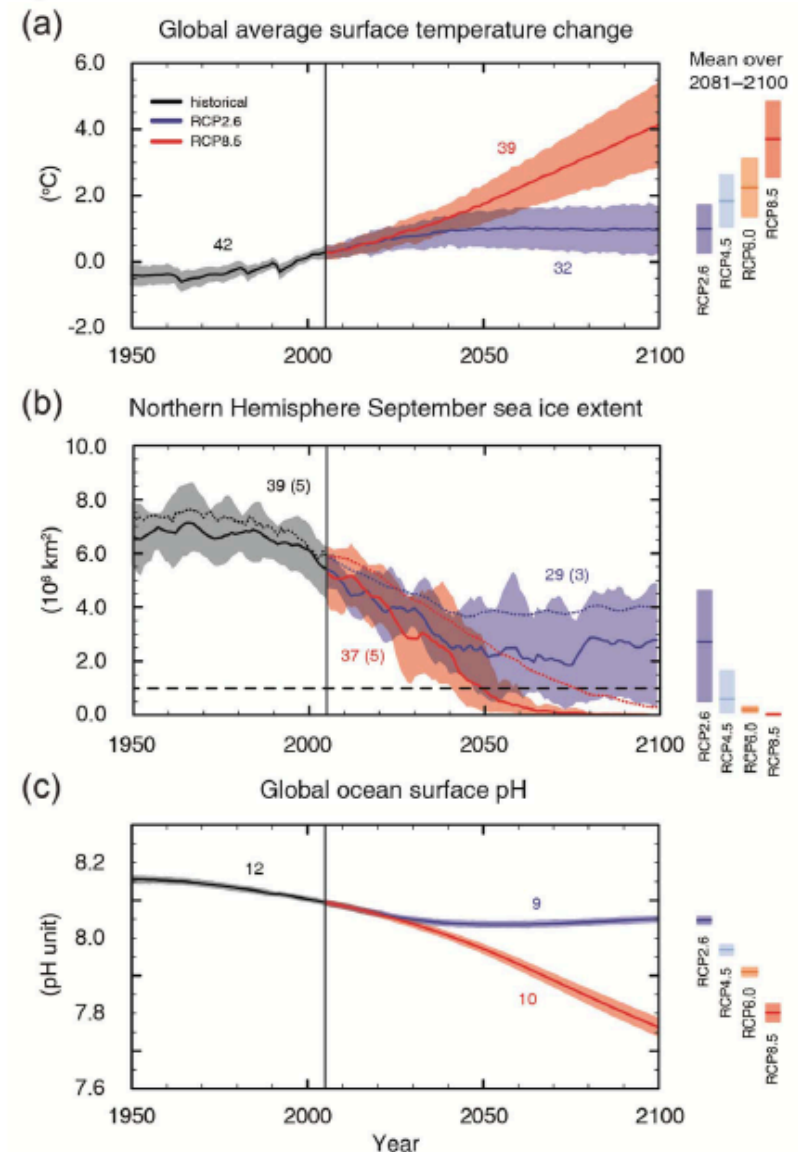 (a)
Global average surface temperature change
Mean over
2081–2100
6.0
4.0
2.0
0.0
-2.0
(°C)
historical
RCP2.6
RCP8.5
42
39
32
1950
2000
2050
2100
RCP2.6
RCP4.5
RCP6.0
RCP8.5
(b)
Northern Hemisphere September sea ice extent
10.0
8.0
6.0
4.0
2.0
0.0
(10⁶ km²)
39 (5)
29 (3)
37 (5)
1950
2000
2050
2100
RCP2.6
RCP4.5
RCP6.0
RCP8.5
(c)
Global ocean surface pH
8.2
8.0
7.8
7.6
(pH unit)
12
9
10
1950
2000
2050
2100
Year
RCP2.6
RCP4.5
RCP6.0
RCP8.5